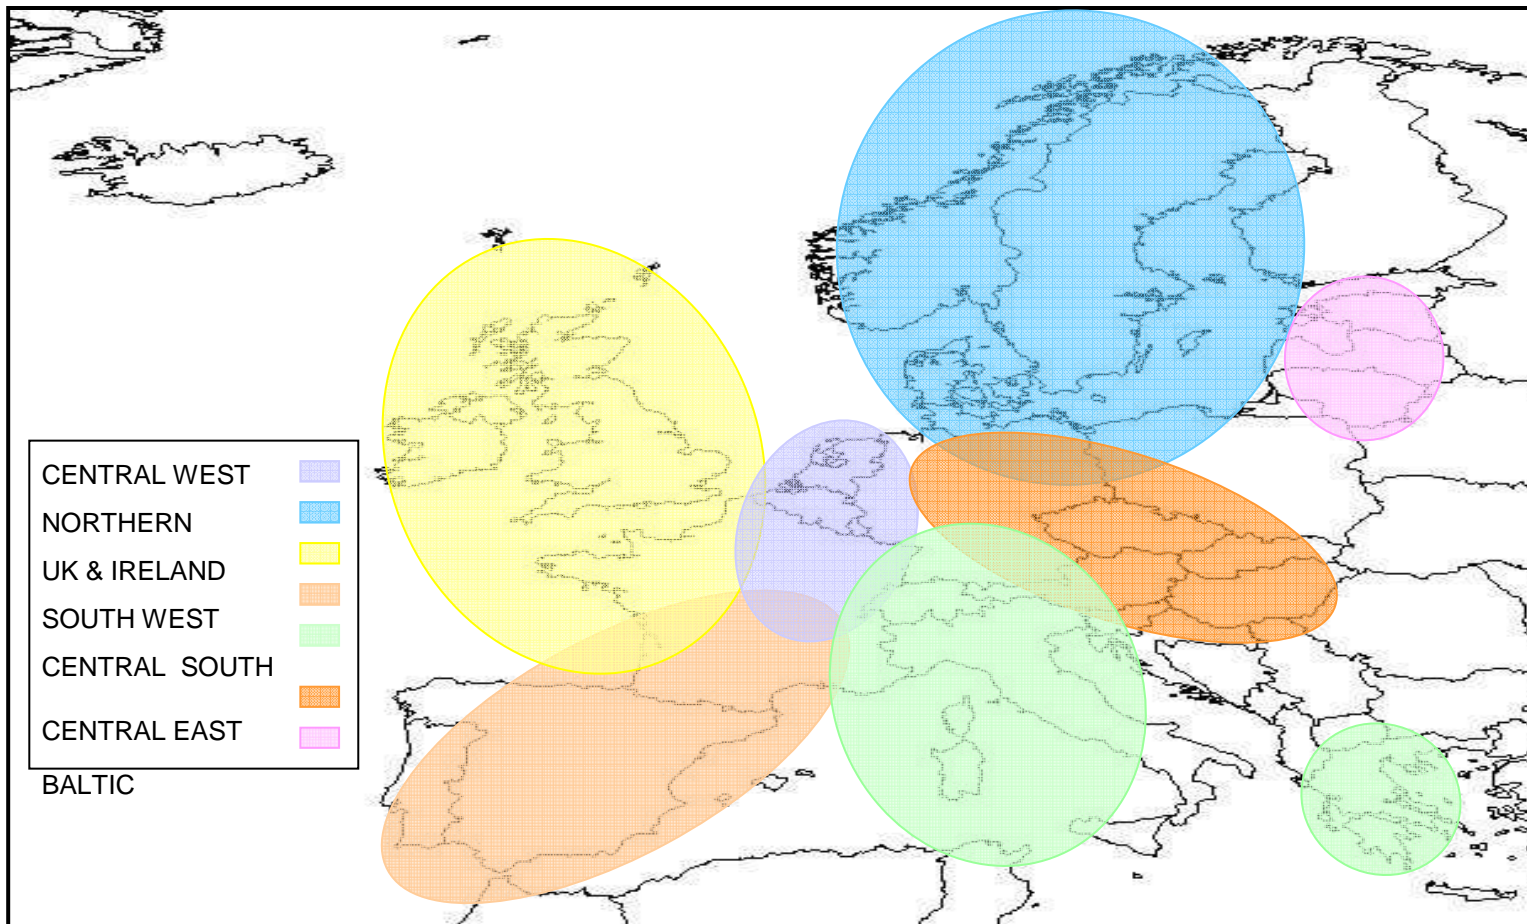 CENTRAL WEST
NORTHERN
UK & IRELAND
SOUTH WEST
CENTRAL  SOUTH
CENTRAL EAST
BALTIC